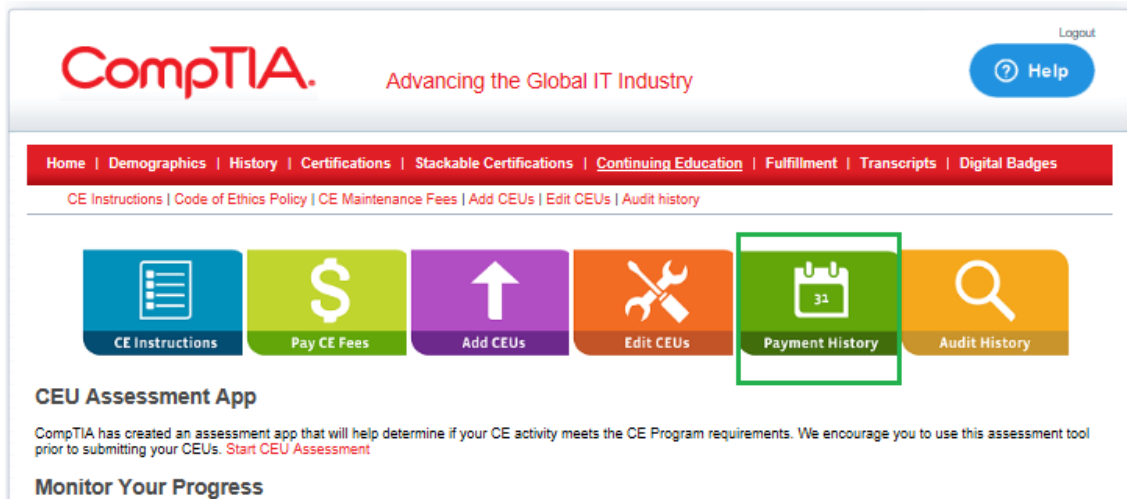 Logout
CompTIA.
Advancing the Global IT Industry
? Help
Home | Demographics | History | Certifications | Stackable Certifications | Continuing Education | Fulfillment | Transcripts | Digital Badges
CE Instructions | Code of Ethics Policy | CE Maintenance Fees | Add CEUs | Edit CEUs | Audit history
$
31
CE Instructions
Pay CE Fees
Add CEUs
Edit CEUs
Payment History
Audit History
CEU Assessment App
CompTIA has created an assessment app that will help determine if your CE activity meets the CE Program requirements. We encourage you to use this assessment tool
prior to submitting your CEUs. Start CEU Assessment
Monitor Your Progress